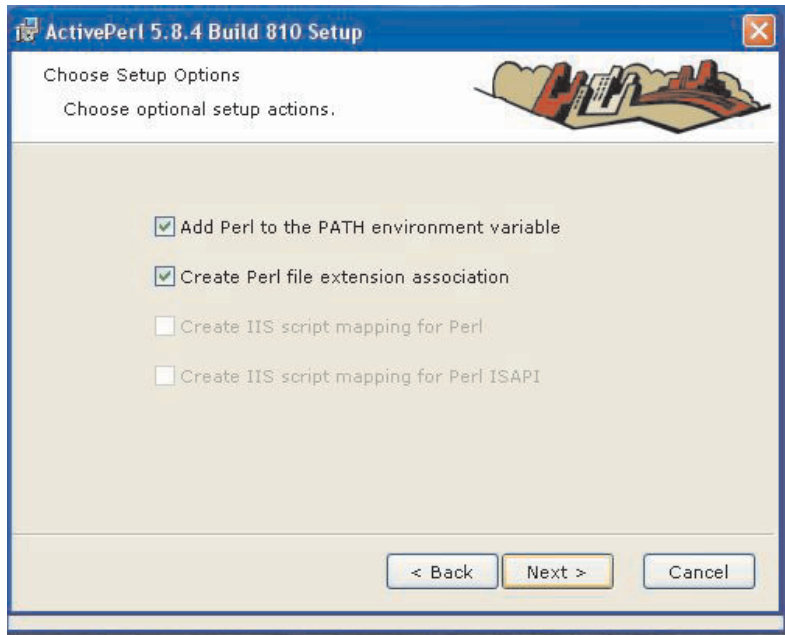 ActivePerl 5.8.4 Build 810 Setup
Choose Setup Options
Choose optional setup actions.
Add Perl to the PATH environment variable
Create Perl file extension association
Create IIS script mapping for Perl
Create IIS script mapping for Perl ISAPI
< Back Next > Cancel